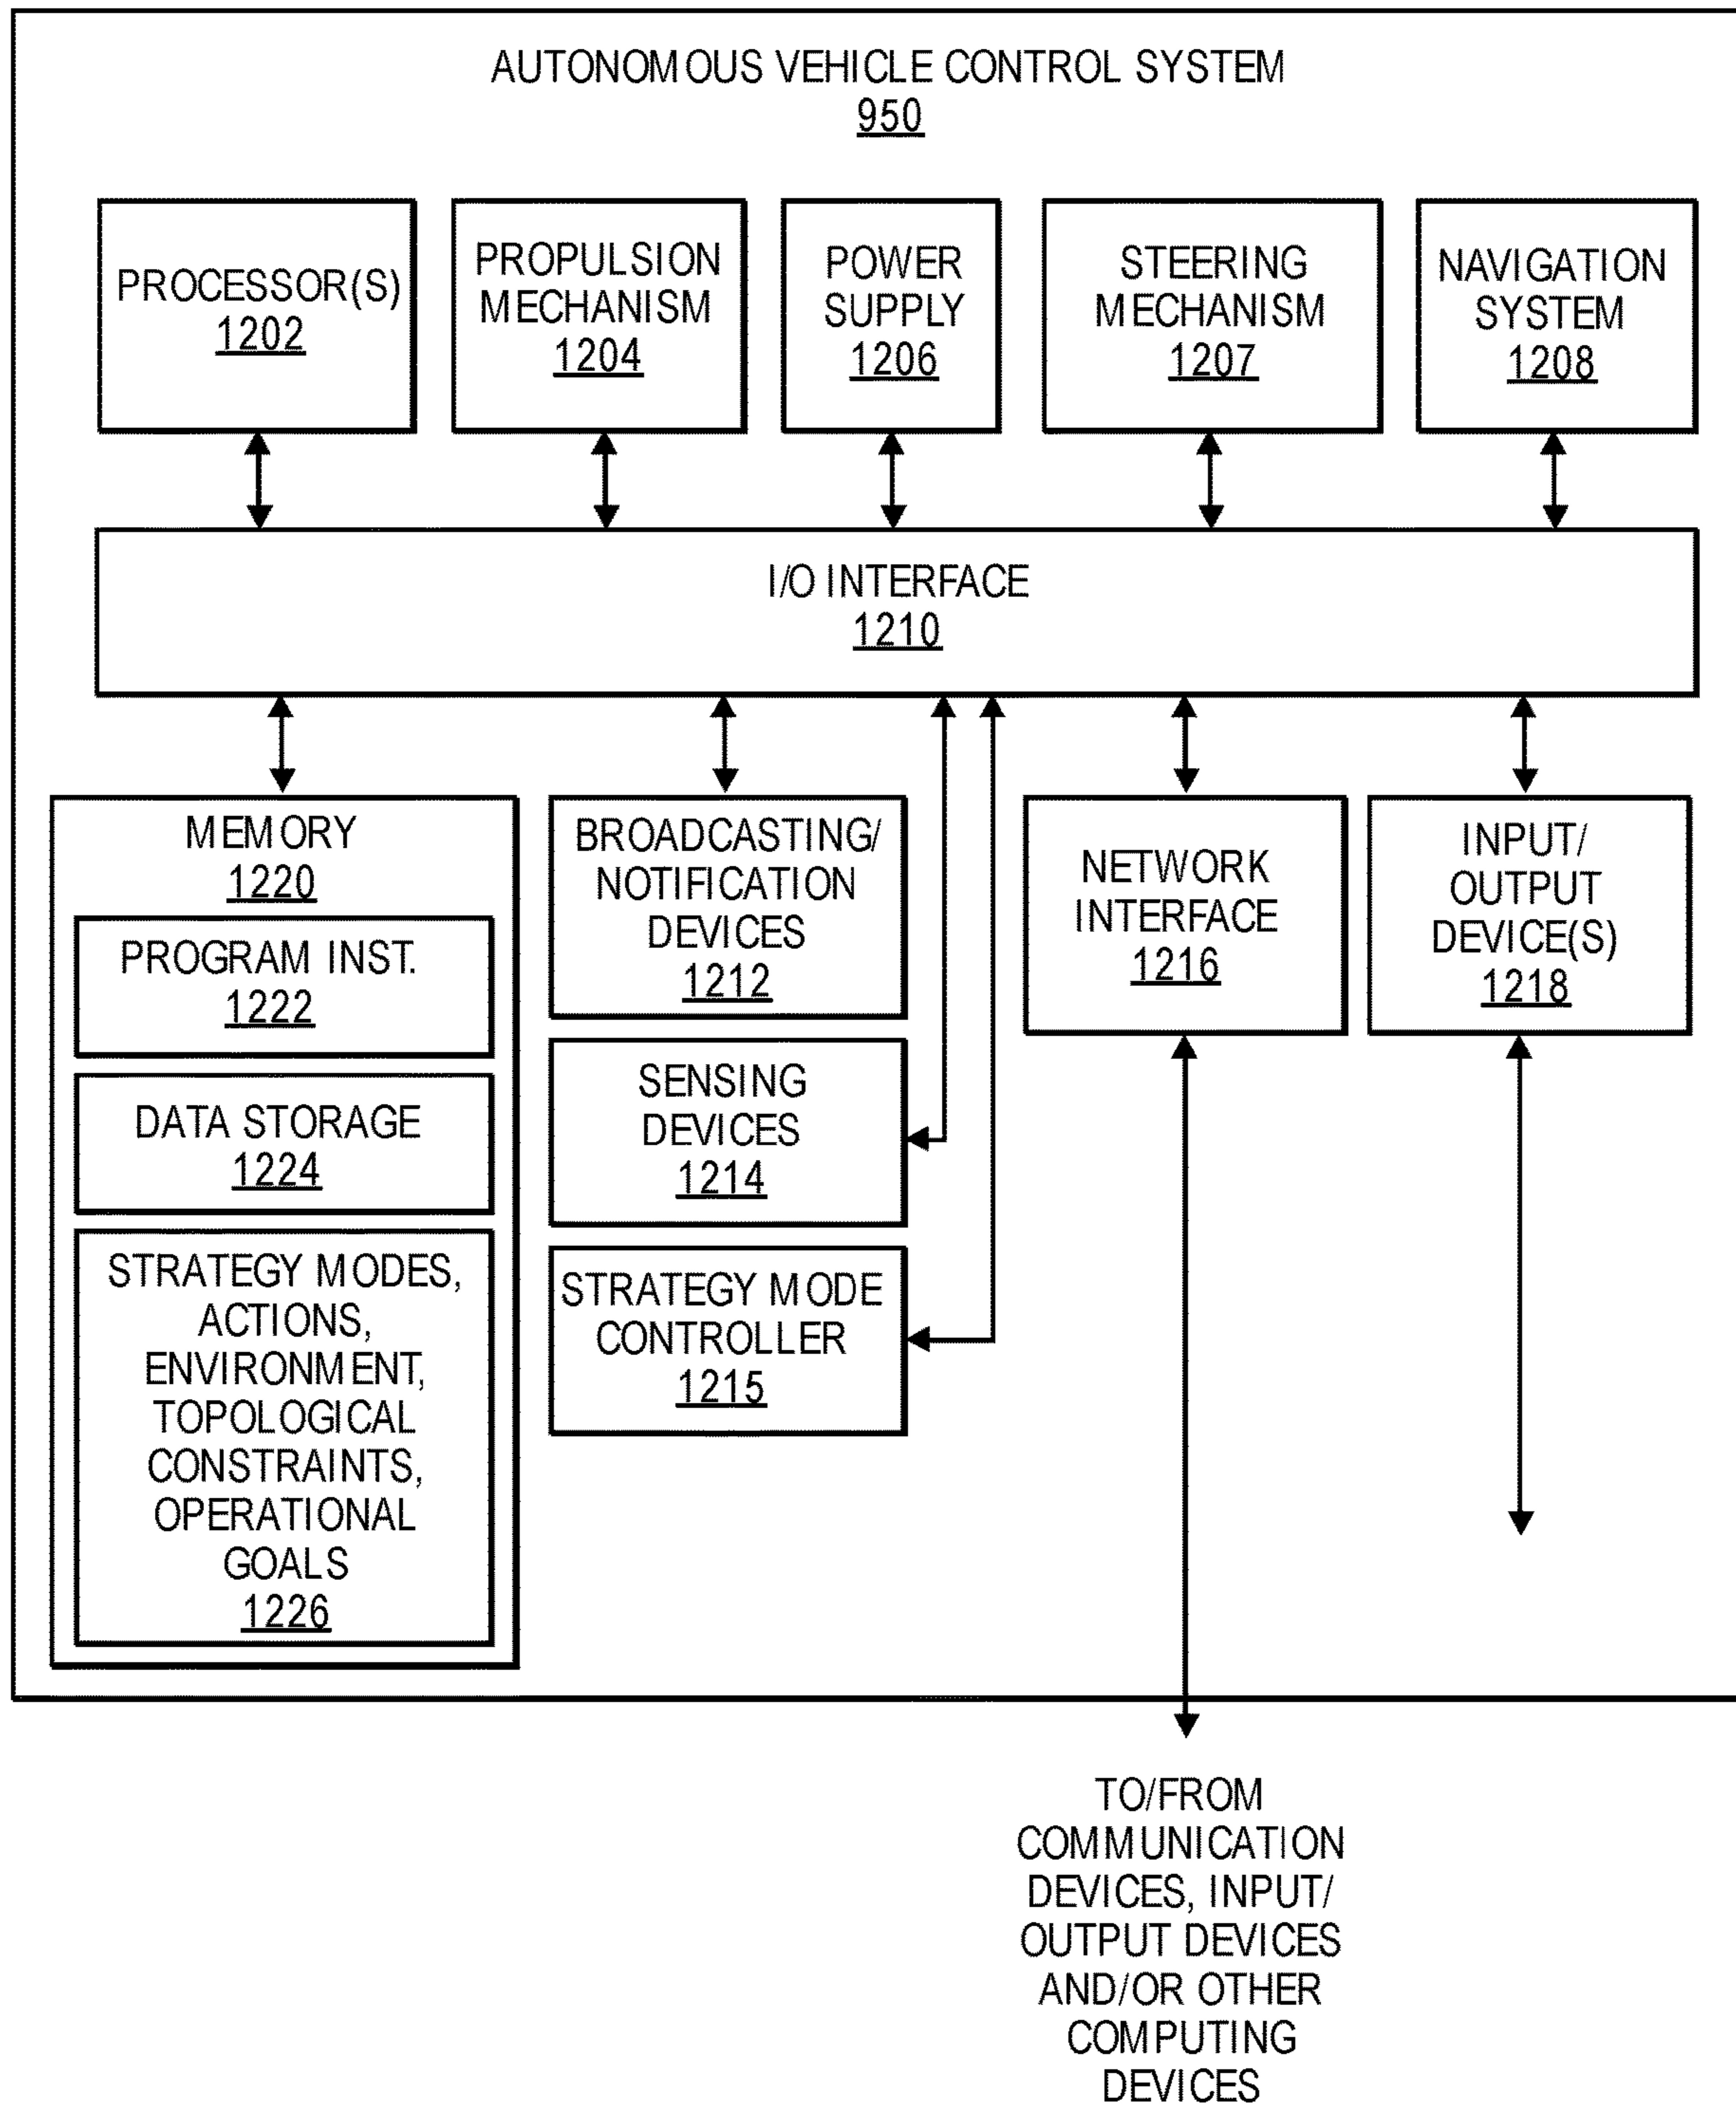 AUTONOMOUS VEHICLE CONTROL SYSTEM
950
PROCESSOR(S)
1202
PROPULSION
MECHANISM
1204
POWER
SUPPLY
1206
STEERING
MECHANISM
1207
NAVIGATION
SYSTEM
1208
I/O INTERFACE
1210
MEMORY
1220
PROGRAM INST.
1222
DATA STORAGE
1224
STRATEGY MODES,
ACTIONS,
ENVIRONMENT,
TOPOLOGICAL
CONSTRAINTS,
OPERATIONAL
GOALS
1226
BROADCASTING/
NOTIFICATION
DEVICES
1212
SENSING
DEVICES
1214
STRATEGY MODE
CONTROLLER
1215
NETWORK
INTERFACE
1216
INPUT/
OUTPUT
DEVICE(S)
1218
TO/FROM
COMMUNICATION
DEVICES, INPUT/
OUTPUT DEVICES
AND/OR OTHER
COMPUTING
DEVICES